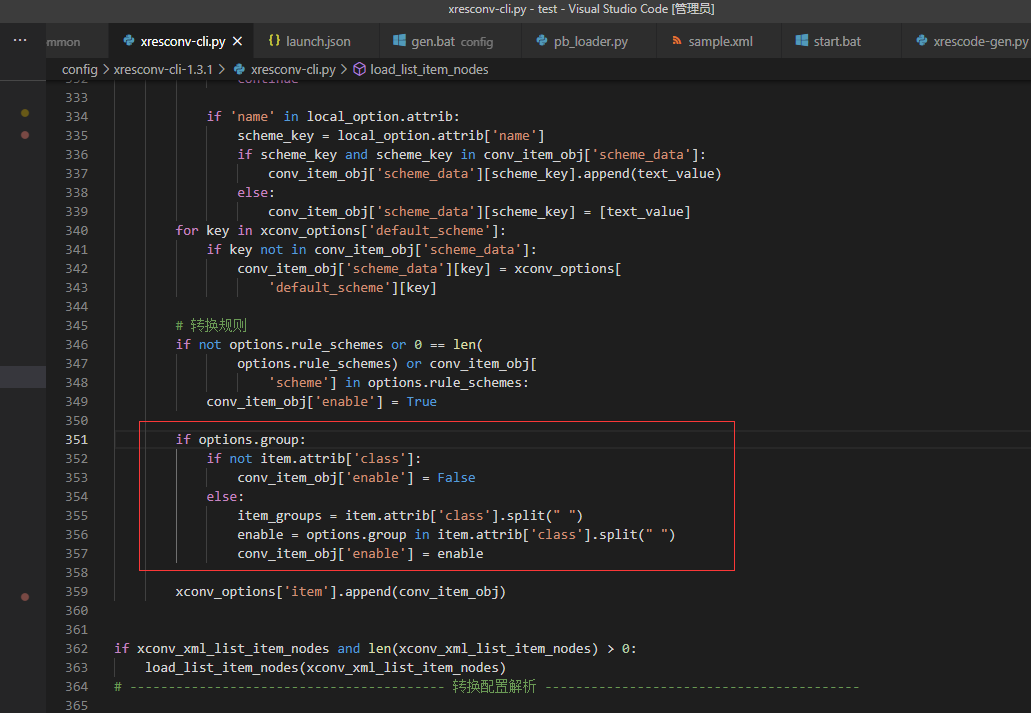 xresconv-cli.py - test - Visual Studio Code [管理员]
··· ommon xresconv-cli.py × {} launch.json gen.bat config pb_loader.py sample.xml start.bat xrescode-gen.py
config > xresconv-cli-1.3.1 > xresconv-cli.py > load_list_item_nodes
332 continue
333
334 if 'name' in local_option.attrib:
335 scheme_key = local_option.attrib['name']
336 if scheme_key and scheme_key in conv_item_obj['scheme_data']:
337 conv_item_obj['scheme_data'][scheme_key].append(text_value)
338 else:
339 conv_item_obj['scheme_data'][scheme_key] = [text_value]
340 for key in xconv_options['default_scheme']:
341 if key not in conv_item_obj['scheme_data']:
342 conv_item_obj['scheme_data'][key] = xconv_options[
343 'default_scheme'][key]
344
345 # 转换规则
346 if not options.rule_schemes or 0 == len(
347 options.rule_schemes) or conv_item_obj[
348 'scheme'] in options.rule_schemes:
349 conv_item_obj['enable'] = True
350
351 if options.group:
352 if not item.attrib['class']:
353 conv_item_obj['enable'] = False
354 else:
355 item_groups = item.attrib['class'].split(" ")
356 enable = options.group in item.attrib['class'].split(" ")
357 conv_item_obj['enable'] = enable
358
359 xconv_options['item'].append(conv_item_obj)
360
361
362 if xconv_xml_list_item_nodes and len(xconv_xml_list_item_nodes) > 0:
363 load_list_item_nodes(xconv_xml_list_item_nodes)
364 # ----------------------------------------- 转换配置解析 -----------------------------------------
365